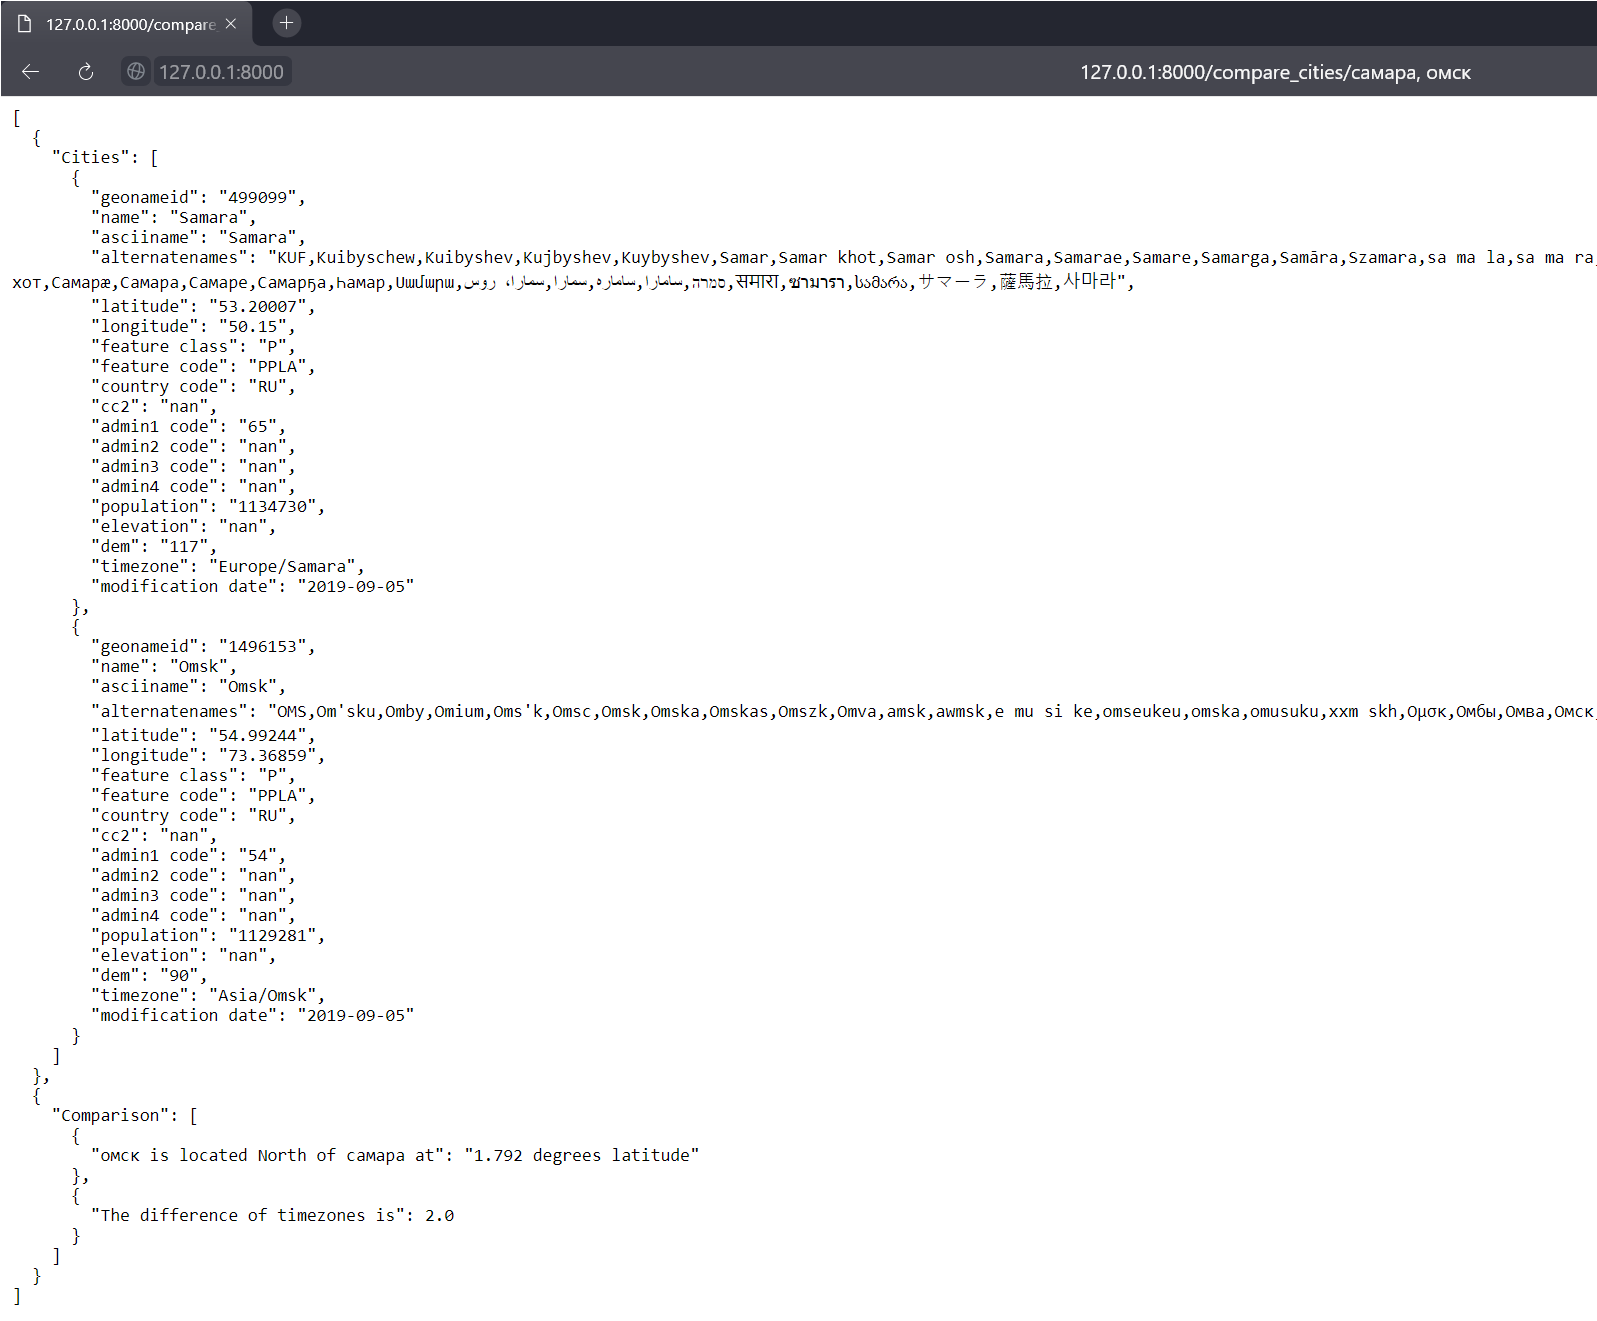 127.0.0.1:8000/compare_
127.0.0.1:8000
127.0.0.1:8000/compare_cities/самара, омск
[
{
"Cities": [
{
"geonameid": "499099",
"name": "Samara",
"asciiname": "Samara",
"alternatenames": "KUF,Kuibyschew,Kuibyshev,Kujbyshev,Kuybyshev,Samar,Samar khot,Samar osh,Samara,Samarae,Samare,Samarga,Samāra,Szamara,sa ma la,sa ma ra,
хот,Самарæ,Самара,Самаре,Самарҕа,Һамар,Սամարա,סמרה,سامارا,ساماره,سمارا,سمارا، روس,समारा,ซามารา,სამარა,サマーラ,薩馬拉,사마라",
"latitude": "53.20007",
"longitude": "50.15",
"feature class": "P",
"feature code": "PPLA",
"country code": "RU",
"cc2": "nan",
"admin1 code": "65",
"admin2 code": "nan",
"admin3 code": "nan",
"admin4 code": "nan",
"population": "1134730",
"elevation": "nan",
"dem": "117",
"timezone": "Europe/Samara",
"modification date": "2019-09-05"
},
{
"geonameid": "1496153",
"name": "Omsk",
"asciiname": "Omsk",
"alternatenames": "OMS,Om'sku,Omby,Omium,Oms'k,Omsc,Omsk,Omska,Omskas,Omszk,Omva,amsk,awmsk,e mu si ke,omseukeu,omska,omusuku,xxm skh,Ομσκ,Омбы,Омва,Омск,
"latitude": "54.99244",
"longitude": "73.36859",
"feature class": "P",
"feature code": "PPLA",
"country code": "RU",
"cc2": "nan",
"admin1 code": "54",
"admin2 code": "nan",
"admin3 code": "nan",
"admin4 code": "nan",
"population": "1129281",
"elevation": "nan",
"dem": "90",
"timezone": "Asia/Omsk",
"modification date": "2019-09-05"
}
]
},
{
"Comparison": [
{
"омск is located North of самара at": "1.792 degrees latitude"
},
{
"The difference of timezones is": 2.0
}
]
}
]